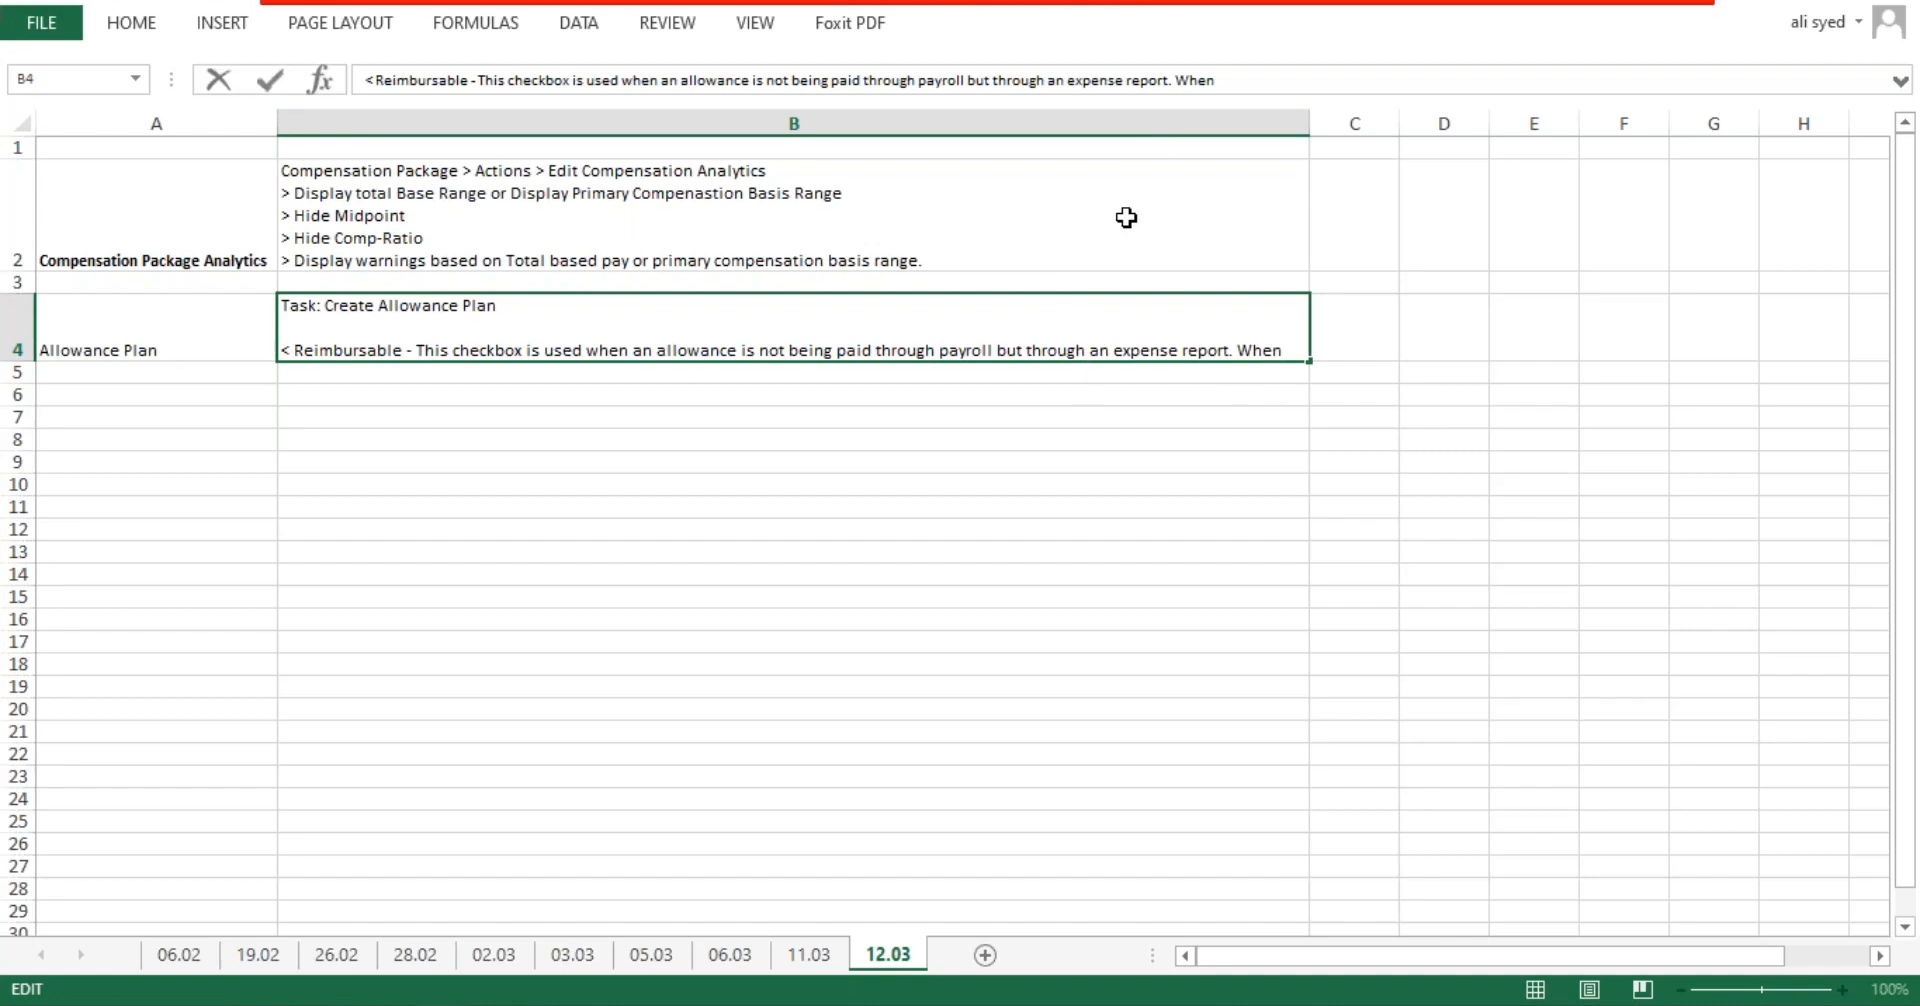 FILE HOME INSERT PAGE LAYOUT FORMULAS DATA REVIEW VIEW Foxit PDF ali syed
B4 fx < Reimbursable - This checkbox is used when an allowance is not being paid through payroll but through an expense report. When
A B C D E F G H
1
Compensation Package > Actions > Edit Compensation Analytics
> Display total Base Range or Display Primary Compenastion Basis Range
> Hide Midpoint
> Hide Comp-Ratio
2 Compensation Package Analytics > Display warnings based on Total based pay or primary compensation basis range.
3
Task: Create Allowance Plan
4 Allowance Plan < Reimbursable - This checkbox is used when an allowance is not being paid through payroll but through an expense report. When
5
6
7
8
9
10
11
12
13
14
15
16
17
18
19
20
21
22
23
24
25
26
27
28
29
30
06.02 19.02 26.02 28.02 02.03 03.03 05.03 06.03 11.03 12.03
EDIT 100%